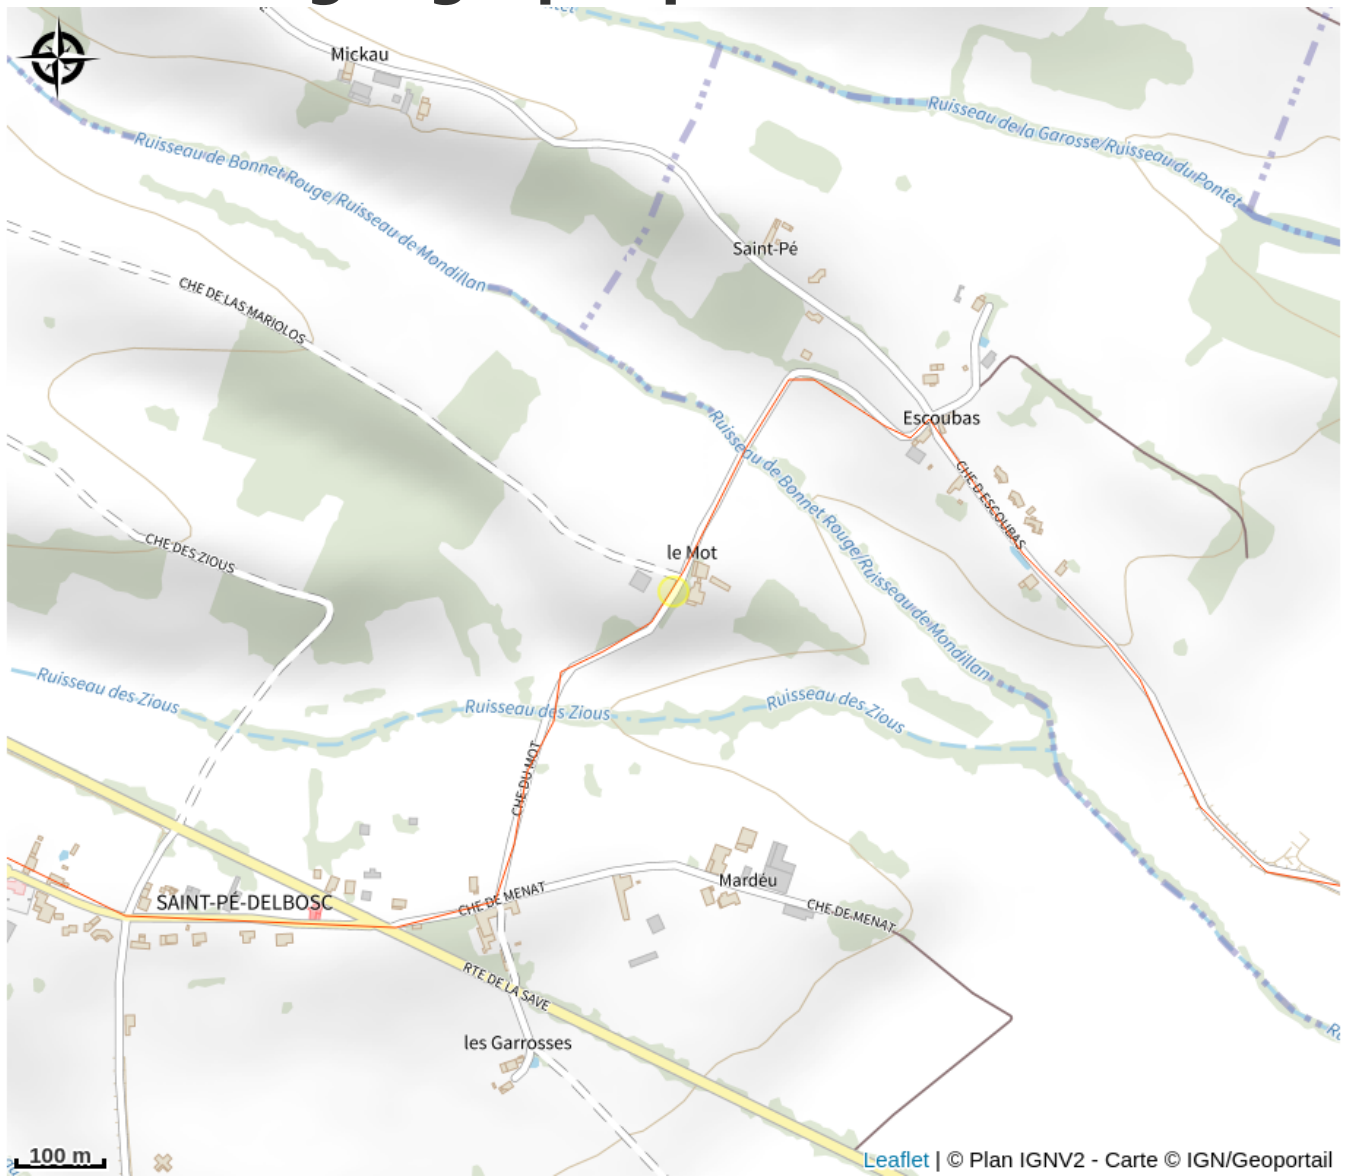 Mickau
Ruisseau de la Garosse/Ruisseau du Pontet
Ruisseau de Bonnet Rouge/Ruisseau de Mondillan
Saint-Pé
CHE DE LAS MARIOLOS
Escoubas
Ruisseau de Bonnet Rouge/Ruisseau de Mondillan
CHE D ESCOUBAS
CHE DES ZIOUS
le Mot
Ruisseau des Zious
Ruisseau des Zious
Ruisseau des Zious
CHE DU MOT
Mardéu
SAINT-PÉ-DELBOSC
CHE DE MENAT
CHE DE MENAT
RTE DE LA SAVE
les Garrosses
100 m
Leaflet | © Plan IGNV2 - Carte © IGN/Geoportail